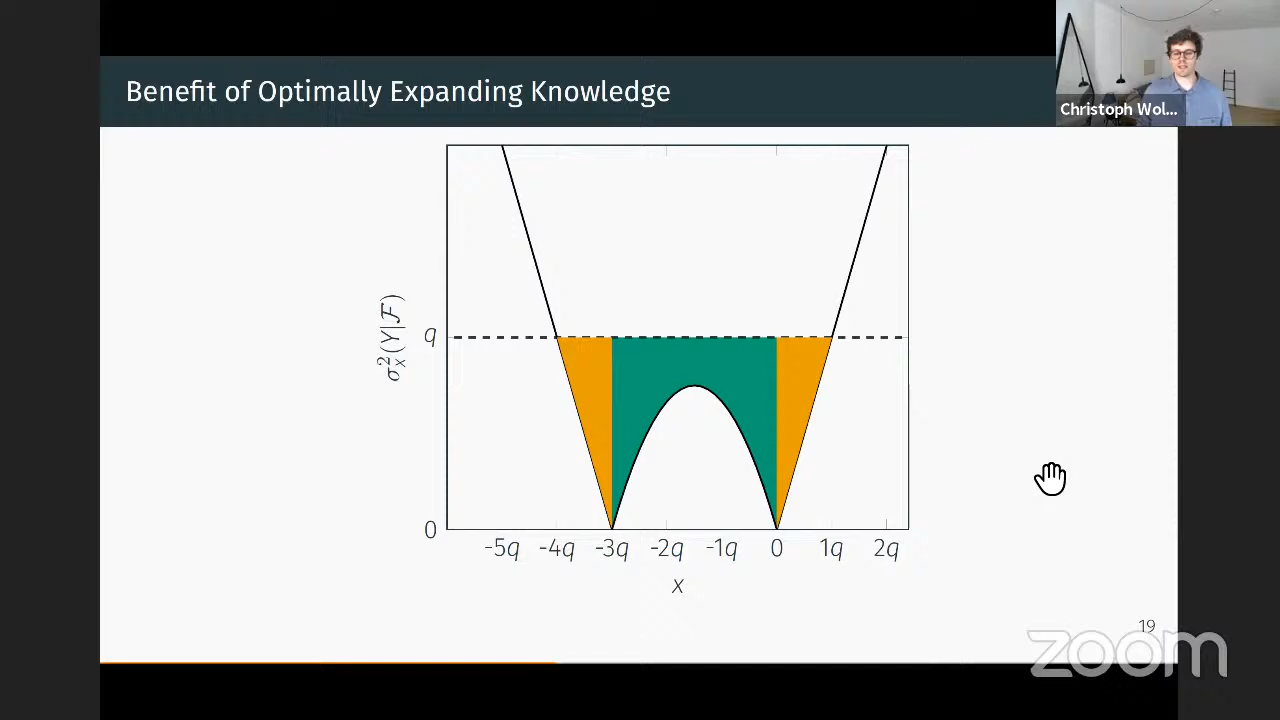 Benefit of Optimally Expanding Knowledge
Christoph Wol...
σ²ₓ(Y|𝓕)
q
0
-5q -4q -3q -2q -1q 0 1q 2q
x
19
zoom